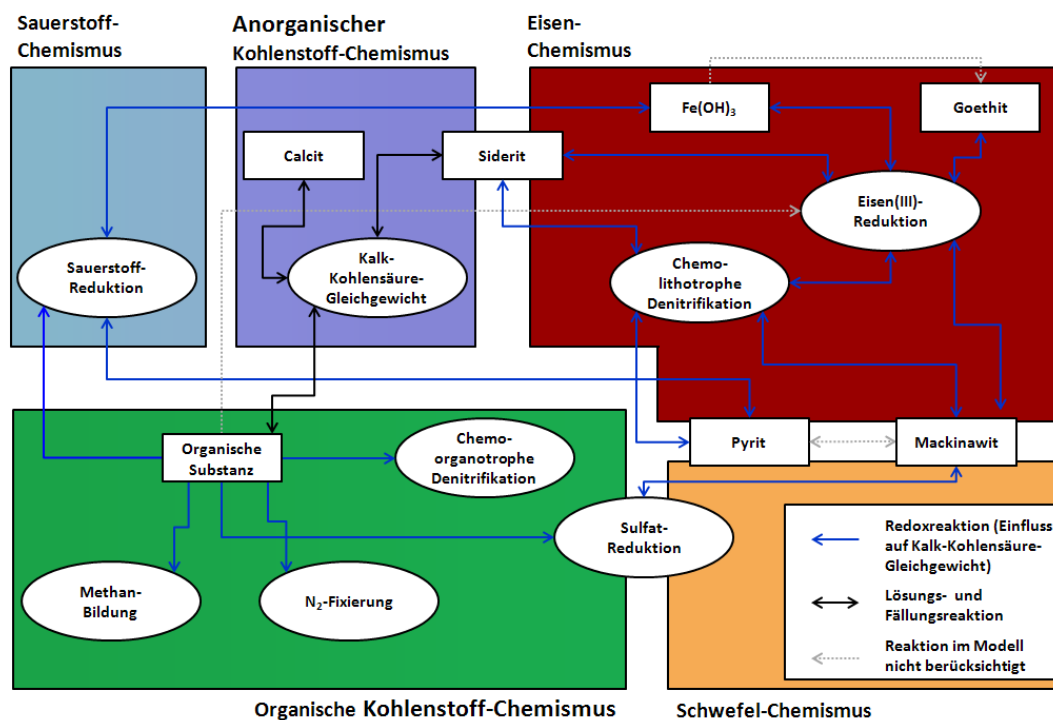 Sauerstoff-
Chemismus
Anorganischer
Kohlenstoff-Chemismus
Eisen-
Chemismus
Fe(OH)₃
Goethit
Calcit
Siderit
Eisen(III)-
Reduktion
Sauerstoff-
Reduktion
Kalk-
Kohlensäure-
Gleichgewicht
Chemo-
lithotrophe
Denitrifikation
Organische
Substanz
Chemo-
organotrophe
Denitrifikation
Pyrit
Mackinawit
Sulfat-
Reduktion
Methan-
Bildung
N₂-Fixierung
Redoxreaktion (Einfluss
auf Kalk-Kohlensäure-
Gleichgewicht)
Lösungs- und
Fällungsreaktion
Reaktion im Modell
nicht berücksichtigt
Organische Kohlenstoff-Chemismus
Schwefel-Chemismus